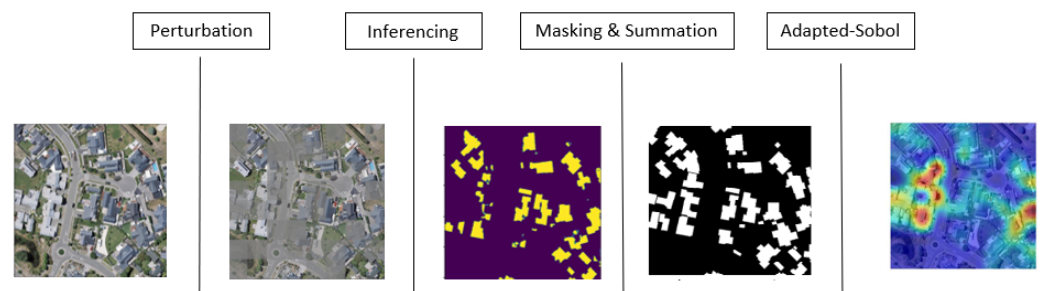 Perturbation
Inferencing
Masking & Summation
Adapted-Sobol